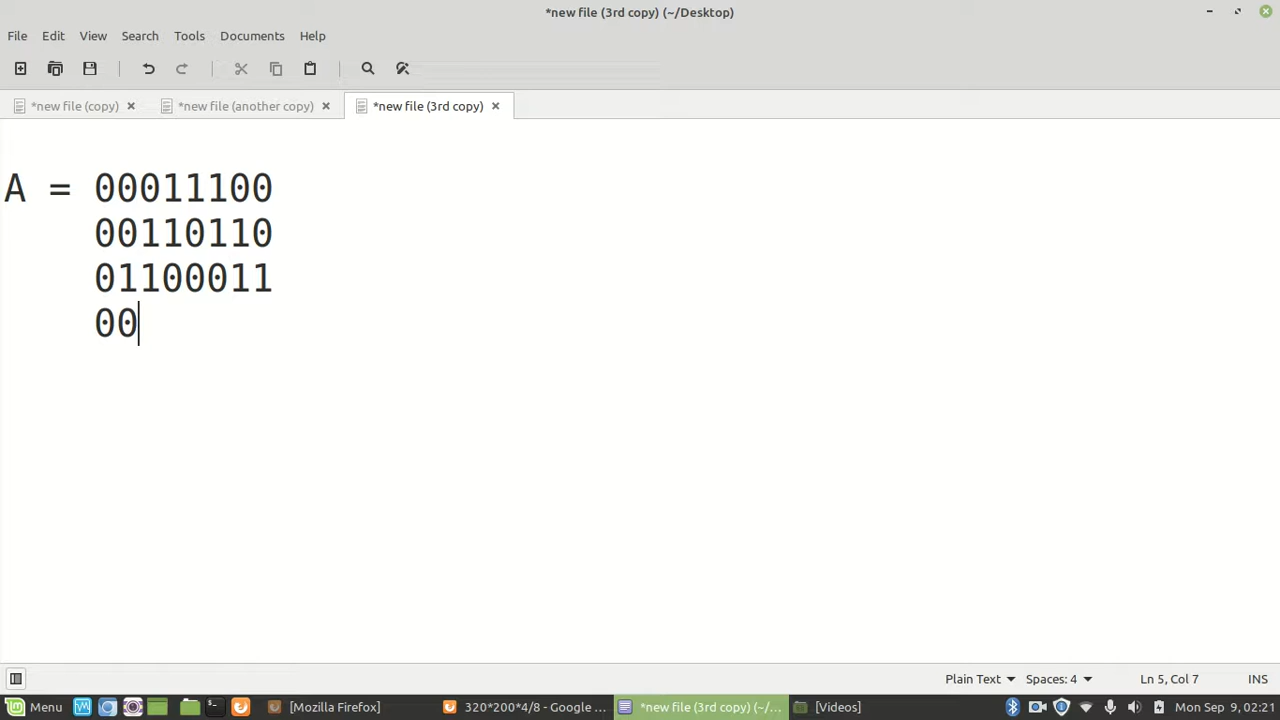 *new file (3rd copy) (~/Desktop)
File Edit View Search Tools Documents Help
*new file (copy) *new file (another copy) *new file (3rd copy)
A = 00011100
00110110
01100011
00
Plain Text Spaces: 4 Ln 5, Col 7 INS
Menu [Mozilla Firefox] 320*200*4/8 - Google ... *new file (3rd copy) (~/... [Videos] Mon Sep 9, 02:21